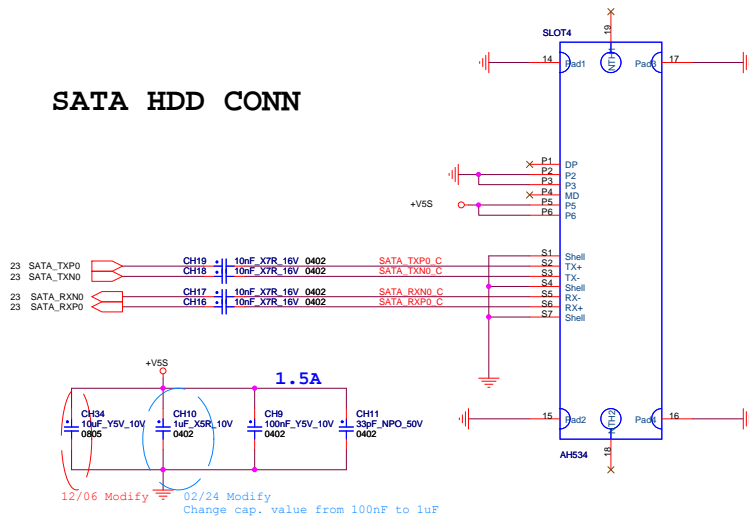 SLOT4
19
NTH1
14
Pad1
Pad3
17
SATA HDD CONN
P1
DP
P2
P2
P3
P3
P4
MD
+V5S
P5
P5
P6
P6
S1
Shell
23 SATA_TXP0
CH19
10nF_X7R_16V 0402
SATA_TXP0_C
S2
TX+
23 SATA_TXN0
CH18
10nF_X7R_16V 0402
SATA_TXN0_C
S3
TX-
S4
Shell
23 SATA_RXN0
CH17
10nF_X7R_16V 0402
SATA_RXN0_C
S5
RX-
23 SATA_RXP0
CH16
10nF_X7R_16V 0402
SATA_RXP0_C
S6
RX+
S7
Shell
+V5S
1.5A
CH34
10uF_Y5V_10V
0805
CH10
1uF_X5R_10V
0402
CH9
100nF_Y5V_10V
0402
CH11
33pF_NPO_50V
0402
15
Pad2
NTH2
Pad4
16
18
AH534
12/06 Modify
02/24 Modify
Change cap. value from 100nF to 1uF